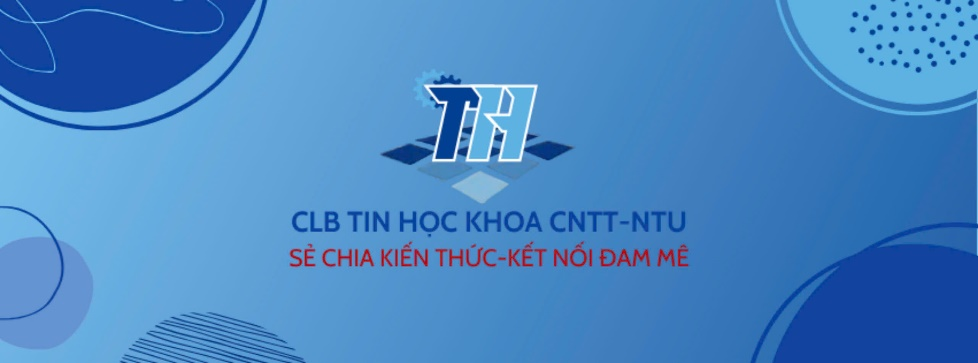 TH
CLB TIN HỌC KHOA CNTT-NTU
SẺ CHIA KIẾN THỨC-KẾT NỐI ĐAM MÊ